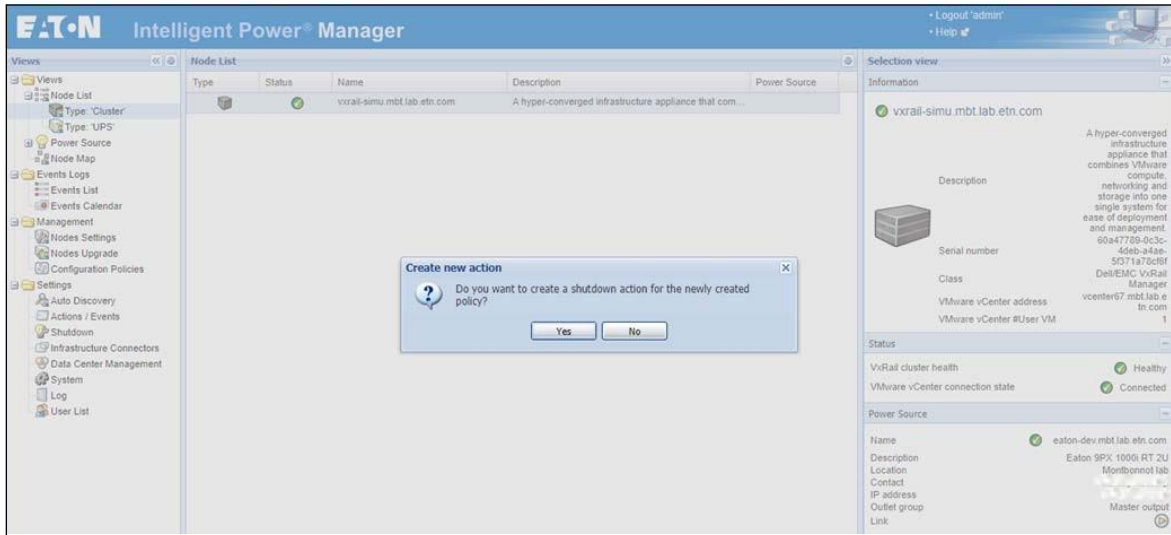 EATON Intelligent Power® Manager
• Logout 'admin'
• Help
Views
Views
Node List
Type: 'Cluster'
Type: 'UPS'
Power Source
Node Map
Events Logs
Events List
Events Calendar
Management
Nodes Settings
Nodes Upgrade
Configuration Policies
Settings
Auto Discovery
Actions / Events
Shutdown
Infrastructure Connectors
Data Center Management
System
Log
User List
Node List
Type Status Name Description Power Source
vxrail-simu.mbt.lab.etn.com A hyper-converged infrastructure appliance that com...
Create new action
Do you want to create a shutdown action for the newly created
policy?
Yes No
Selection view
Information
vxrail-simu.mbt.lab.etn.com
Description
A hyper-converged
infrastructure
appliance that
combines VMware
compute,
networking and
storage into one
single system for
ease of deployment
and management.
Serial number
60a47789-0c3c-
4deb-a4ae-
5f371a78cf6f
Class
Dell/EMC VxRail
Manager
VMware vCenter address
vcenter67.mbt.lab.e
tn.com
VMware vCenter #User VM 1
Status
VxRail cluster health Healthy
VMware vCenter connection state Connected
Power Source
Name eaton-dev.mbt.lab.etn.com
Description Eaton 9PX 1000i RT 2U
Location Montbonnot lab
Contact
IP address
Outlet group Master output
Link